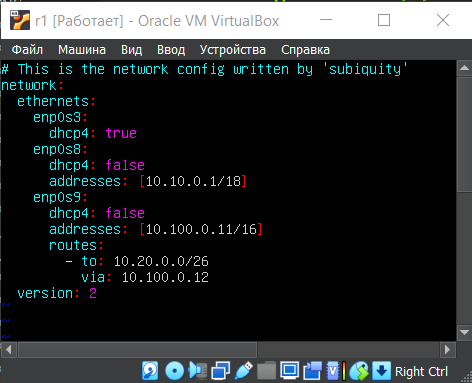 r1 [Работает] - Oracle VM VirtualBox
Файл Машина Вид Ввод Устройства Справка
# This is the network config written by 'subiquity'
network:
  ethernets:
    enp0s3:
      dhcp4: true
    enp0s8:
      dhcp4: false
      addresses: [10.10.0.1/18]
    enp0s9:
      dhcp4: false
      addresses: [10.100.0.11/16]
      routes:
        - to: 10.20.0.0/26
          via: 10.100.0.12
  version: 2
~
~
~
Right Ctrl